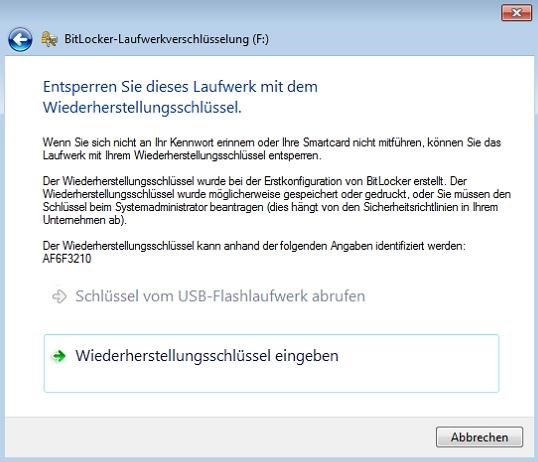 BitLocker-Laufwerkverschlüsselung (F:)
Entsperren Sie dieses Laufwerk mit dem
Wiederherstellungsschlüssel.
Wenn Sie sich nicht an Ihr Kennwort erinnern oder Ihre Smartcard nicht mitführen, können Sie das
Laufwerk mit Ihrem Wiederherstellungsschlüssel entsperren.
Der Wiederherstellungsschlüssel wurde bei der Erstkonfiguration von BitLocker erstellt. Der
Wiederherstellungsschlüssel wurde möglicherweise gespeichert oder gedruckt, oder Sie müssen den
Schlüssel beim Systemadministrator beantragen (dies hängt von den Sicherheitsrichtlinien in Ihrem
Unternehmen ab).
Der Wiederherstellungsschlüssel kann anhand der folgenden Angaben identifiziert werden:
AF6F3210
Schlüssel vom USB-Flashlaufwerk abrufen
Wiederherstellungsschlüssel eingeben
Abbrechen